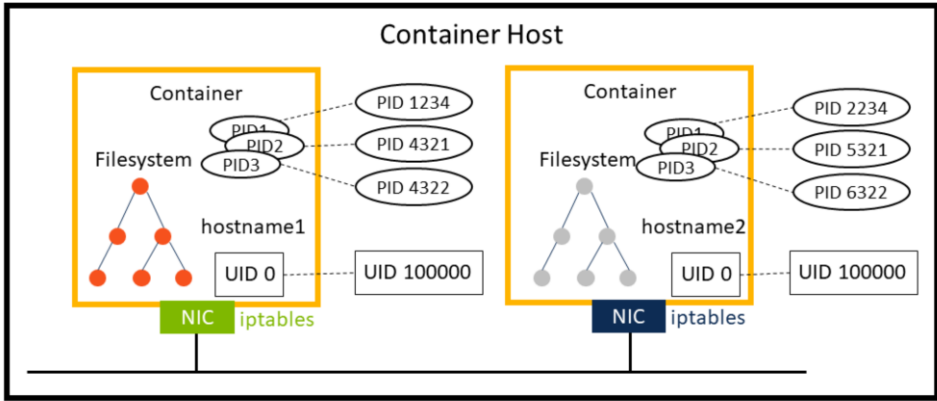 Container Host
Container
PID1
PID2
PID3
PID 1234
PID 4321
PID 4322
Filesystem
hostname1
UID 0
UID 100000
NIC
iptables
Container
PID1
PID2
PID3
PID 2234
PID 5321
PID 6322
Filesystem
hostname2
UID 0
UID 100000
NIC
iptables